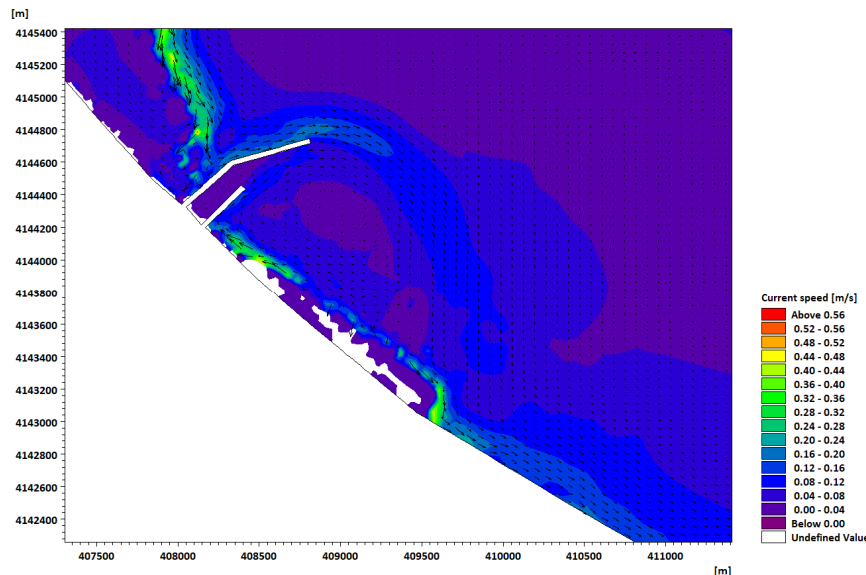 [m]
4145400
4145200
4145000
4144800
4144600
4144400
4144200
4144000
4143800
4143600
4143400
4143200
4143000
4142800
4142600
4142400
407500 408000 408500 409000 409500 410000 410500 411000
[m]
Current speed [m/s]
Above 0.56
0.52 - 0.56
0.48 - 0.52
0.44 - 0.48
0.40 - 0.44
0.36 - 0.40
0.32 - 0.36
0.28 - 0.32
0.24 - 0.28
0.20 - 0.24
0.16 - 0.20
0.12 - 0.16
0.08 - 0.12
0.04 - 0.08
0.00 - 0.04
Below 0.00
Undefined Value